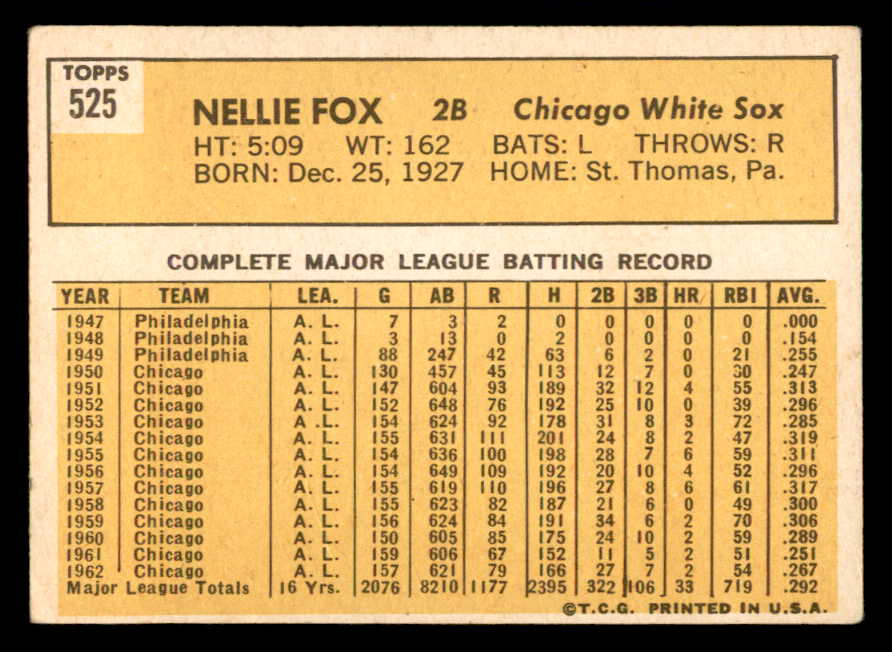 TOPPS
525
NELLIE FOX 2B Chicago White Sox
HT: 5:09 WT: 162 BATS: L THROWS: R
BORN: Dec. 25, 1927 HOME: St. Thomas, Pa.
COMPLETE MAJOR LEAGUE BATTING RECORD
YEAR TEAM LEA. G AB R H 2B 3B HR RBI AVG.
1947 Philadelphia A. L. 7 3 2 0 0 0 0 0 .000
1948 Philadelphia A. L. 3 13 0 2 0 0 0 0 .154
1949 Philadelphia A. L. 88 247 42 63 6 2 0 21 .255
1950 Chicago A. L. 130 457 45 113 12 7 0 30 .247
1951 Chicago A. L. 147 604 93 189 32 12 4 55 .313
1952 Chicago A. L. 152 648 76 192 25 10 0 39 .296
1953 Chicago A .L. 154 624 92 178 31 8 3 72 .285
1954 Chicago A. L. 155 631 111 201 24 8 2 47 .319
1955 Chicago A. L. 154 636 100 198 28 7 6 59 .311
1956 Chicago A. L. 154 649 109 192 20 10 4 52 .296
1957 Chicago A. L. 155 619 110 196 27 8 6 61 .317
1958 Chicago A. L. 155 623 82 187 21 6 0 49 .300
1959 Chicago A. L. 156 624 84 191 34 6 2 70 .306
1960 Chicago A. L. 150 605 85 175 24 10 2 59 .289
1961 Chicago A. L. 159 606 67 152 11 5 2 51 .251
1962 Chicago A. L. 157 621 79 166 27 7 2 54 .267
Major League Totals 16 Yrs. 2076 8210 1177 2395 322 106 33 719 .292
©T.C.G. PRINTED IN U.S.A.